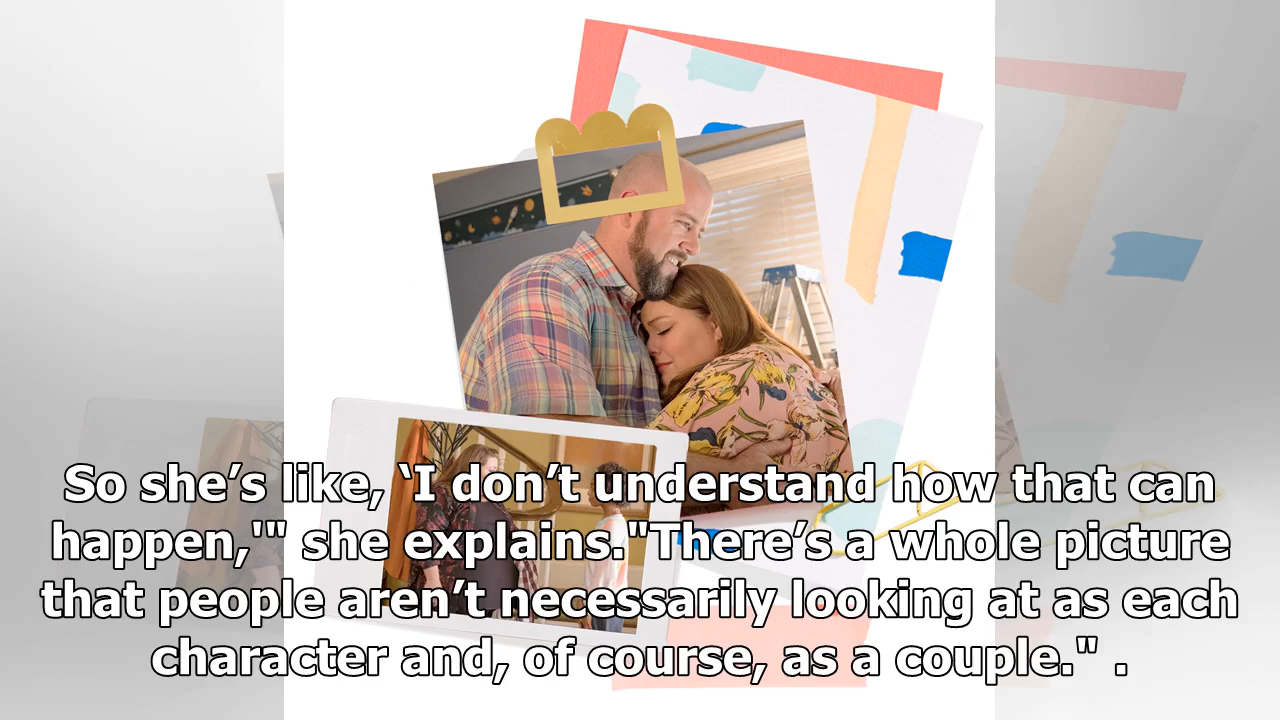 So she’s like, ‘I don’t understand how that can
happen,'" she explains."There’s a whole picture
that people aren’t necessarily looking at as each
character and, of course, as a couple." .